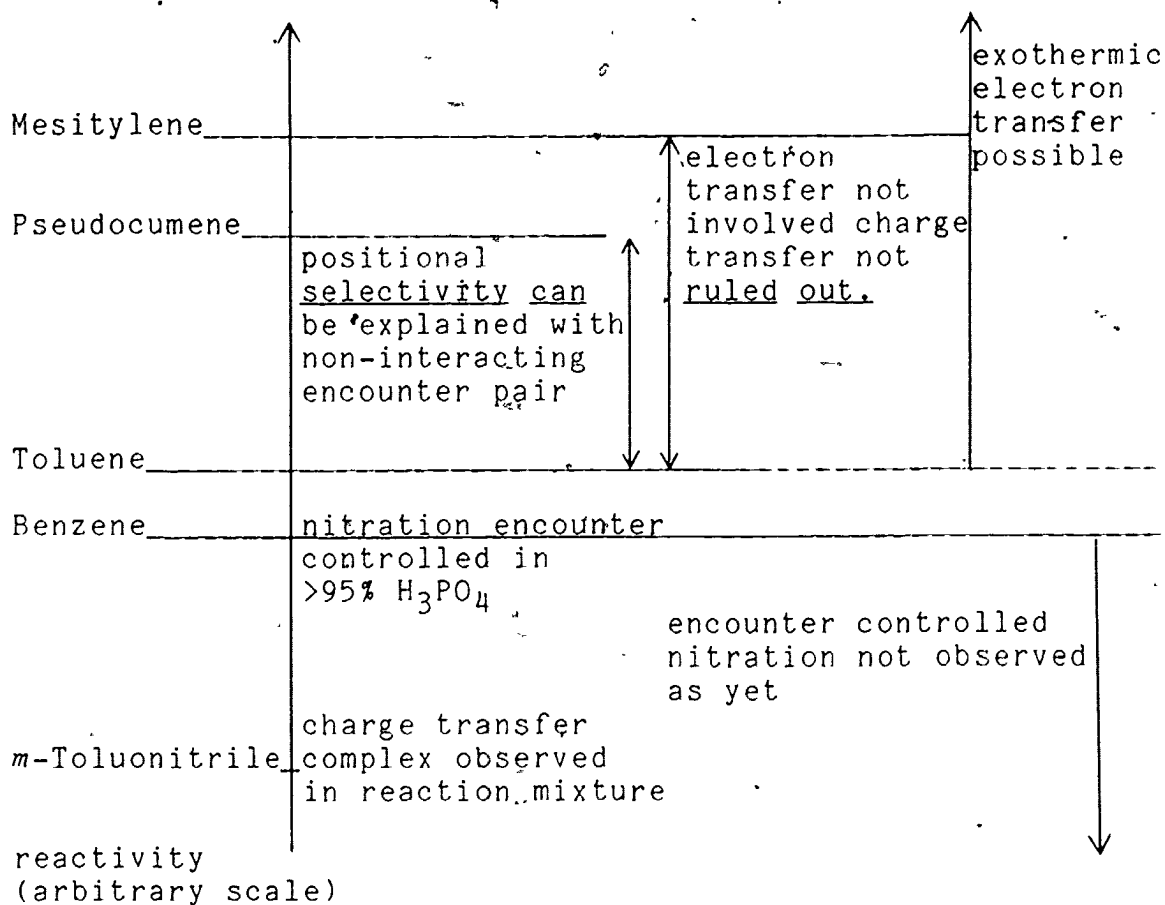 exothermic
electron
transfer
possible
Mesitylene
electron
transfer not
involved charge
transfer not
ruled out.
Pseudocumene
positional
selectivity can
be explained with
non-interacting
encounter pair
Toluene
Benzene
nitration encounter
controlled in
>95% H₃PO₄
encounter controlled
nitration not observed
as yet
m-Toluonitrile
charge transfer
complex observed
in reaction mixture
reactivity
(arbitrary scale)